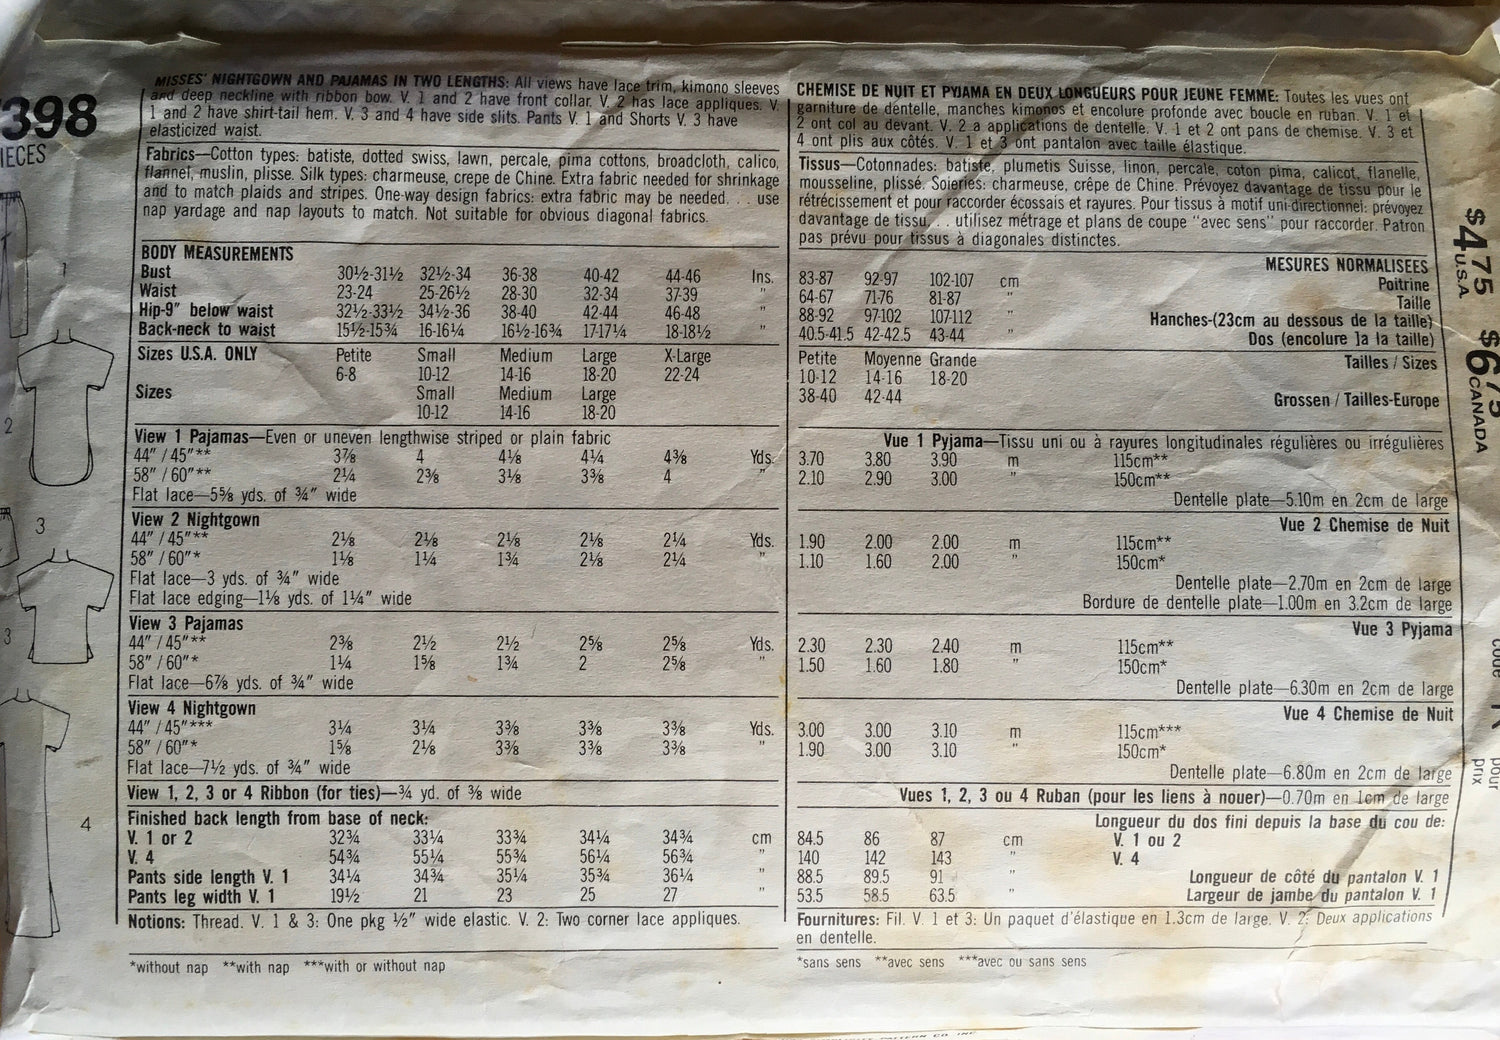 398
IECES
1
2
3
3
4
MISSES' NIGHTGOWN AND PAJAMAS IN TWO LENGTHS: All views have lace trim, kimono sleeves
and deep neckline with ribbon bow. V. 1 and 2 have front collar. V. 2 has lace appliques. V.
1 and 2 have shirt-tail hem. V. 3 and 4 have side slits. Pants V. 1 and Shorts V. 3 have
elasticized waist.
Fabrics—Cotton types: batiste, dotted swiss, lawn, percale, pima cottons, broadcloth, calico,
flannel, muslin, plisse. Silk types: charmeuse, crepe de Chine. Extra fabric needed for shrinkage
and to match plaids and stripes. One-way design fabrics: extra fabric may be needed. . . use
nap yardage and nap layouts to match. Not suitable for obvious diagonal fabrics.
BODY MEASUREMENTS
Bust 30½-31½ 32½-34 36-38 40-42 44-46 Ins.
Waist 23-24 25-26½ 28-30 32-34 37-39 "
Hip-9" below waist 32½-33½ 34½-36 38-40 42-44 46-48 "
Back-neck to waist 15½-15¾ 16-16¼ 16½-16¾ 17-17¼ 18-18½ "
Sizes U.S.A. ONLY Petite Small Medium Large X-Large
6-8 10-12 14-16 18-20 22-24
Sizes Small Medium Large
10-12 14-16 18-20
View 1 Pajamas—Even or uneven lengthwise striped or plain fabric
44" / 45"** 3⅞ 4 4⅛ 4¼ 4⅜ Yds.
58" / 60"** 2¼ 2⅜ 3⅛ 3⅜ 4 "
Flat lace—5⅝ yds. of ¾" wide
View 2 Nightgown
44" / 45"** 2⅛ 2⅛ 2⅛ 2⅛ 2¼ Yds.
58" / 60"* 1⅛ 1¼ 1¾ 2⅛ 2¼ "
Flat lace—3 yds. of ¾" wide
Flat lace edging—1⅛ yds. of 1¼" wide
View 3 Pajamas
44" / 45"** 2⅜ 2½ 2½ 2⅝ 2⅝ Yds.
58" / 60"* 1¼ 1⅝ 1¾ 2 2⅝ "
Flat lace—6⅞ yds. of ¾" wide
View 4 Nightgown
44" / 45"*** 3¼ 3¼ 3⅜ 3⅜ 3⅜ Yds.
58" / 60"* 1⅝ 2⅛ 3⅜ 3⅜ 3⅜ "
Flat lace—7½ yds. of ¾" wide
View 1, 2, 3 or 4 Ribbon (for ties)—¾ yd. of ⅜ wide
Finished back length from base of neck:
V. 1 or 2 32¾ 33¼ 33¾ 34¼ 34¾ cm
V. 4 54¾ 55¼ 55¾ 56¼ 56¾ "
Pants side length V. 1 34¼ 34¾ 35¼ 35¾ 36¼ "
Pants leg width V. 1 19½ 21 23 25 27 "
Notions: Thread. V. 1 & 3: One pkg ½" wide elastic. V. 2: Two corner lace appliques.
*without nap **with nap ***with or without nap
CHEMISE DE NUIT ET PYJAMA EN DEUX LONGUEURS POUR JEUNE FEMME: Toutes les vues ont
garniture de dentelle, manches kimonos et encolure profonde avec boucle en ruban. V. 1 et
2 ont col au devant. V. 2 a applications de dentelle. V. 1 et 2 ont pans de chemise. V. 3 et
4 ont plis aux côtés. V. 1 et 3 ont pantalon avec taille élastique.
Tissus—Cotonnades: batiste, plumetis Suisse, linon, percale, coton pima, calicot, flanelle,
mousseline, plissé. Soieries: charmeuse, crêpe de Chine. Prévoyez davantage de tissu pour le
rétrécissement et pour raccorder écossais et rayures. Pour tissus à motif uni-directionnel: prévoyez
davantage de tissu. . . utilisez métrage et plans de coupe "avec sens" pour raccorder. Patron
pas prévu pour tissus à diagonales distinctes.
MESURES NORMALISEES
83-87 92-97 102-107 cm Poitrine
64-67 71-76 81-87 " Taille
88-92 97-102 107-112 " Hanches-(23cm au dessous de la taille)
40.5-41.5 42-42.5 43-44 " Dos (encolure ]a la taille)
Petite Moyenne Grande Tailles / Sizes
10-12 14-16 18-20
38-40 42-44 Grossen / Tailles-Europe
Vue 1 Pyjama—Tissu uni ou à rayures longitudinales régulières ou irrégulières
3.70 3.80 3.90 m 115cm**
2.10 2.90 3.00 " 150cm**
Dentelle plate—5.10m en 2cm de large
Vue 2 Chemise de Nuit
1.90 2.00 2.00 m 115cm**
1.10 1.60 2.00 " 150cm*
Dentelle plate—2.70m en 2cm de large
Bordure de dentelle plate—1.00m en 3.2cm de large
Vue 3 Pyjama
2.30 2.30 2.40 m 115cm**
1.50 1.60 1.80 " 150cm*
Dentelle plate—6.30m en 2cm de large
Vue 4 Chemise de Nuit
3.00 3.00 3.10 m 115cm***
1.90 3.00 3.10 " 150cm*
Dentelle plate—6.80m en 2cm de large
Vues 1, 2, 3 ou 4 Ruban (pour les liens à nouer)—0.70m en 1cm de large
Longueur du dos fini depuis la base du cou de:
84.5 86 87 cm V. 1 ou 2
140 142 143 " V. 4
88.5 89.5 91 " Longueur de côté du pantalon V. 1
53.5 58.5 63.5 " Largeur de jambe du pantalon V. 1
Fournitures: Fil. V. 1 et 3: Un paquet d'élastique en 1.3cm de large. V. 2: Deux applications
en dentelle.
*sans sens **avec sens ***avec ou sans sens
$4.75 U.S.A.
$6.75 CANADA
code
pour
prix